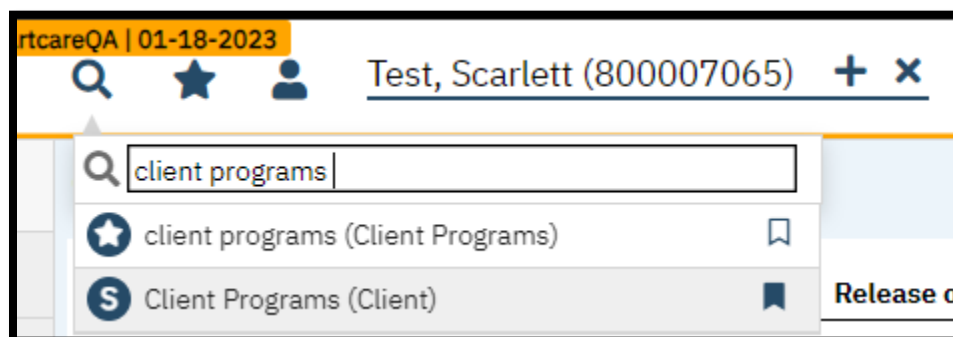 rtcareQA | 01-18-2023
Test, Scarlett (800007065)
client programs
client programs (Client Programs)
S Client Programs (Client)
Release